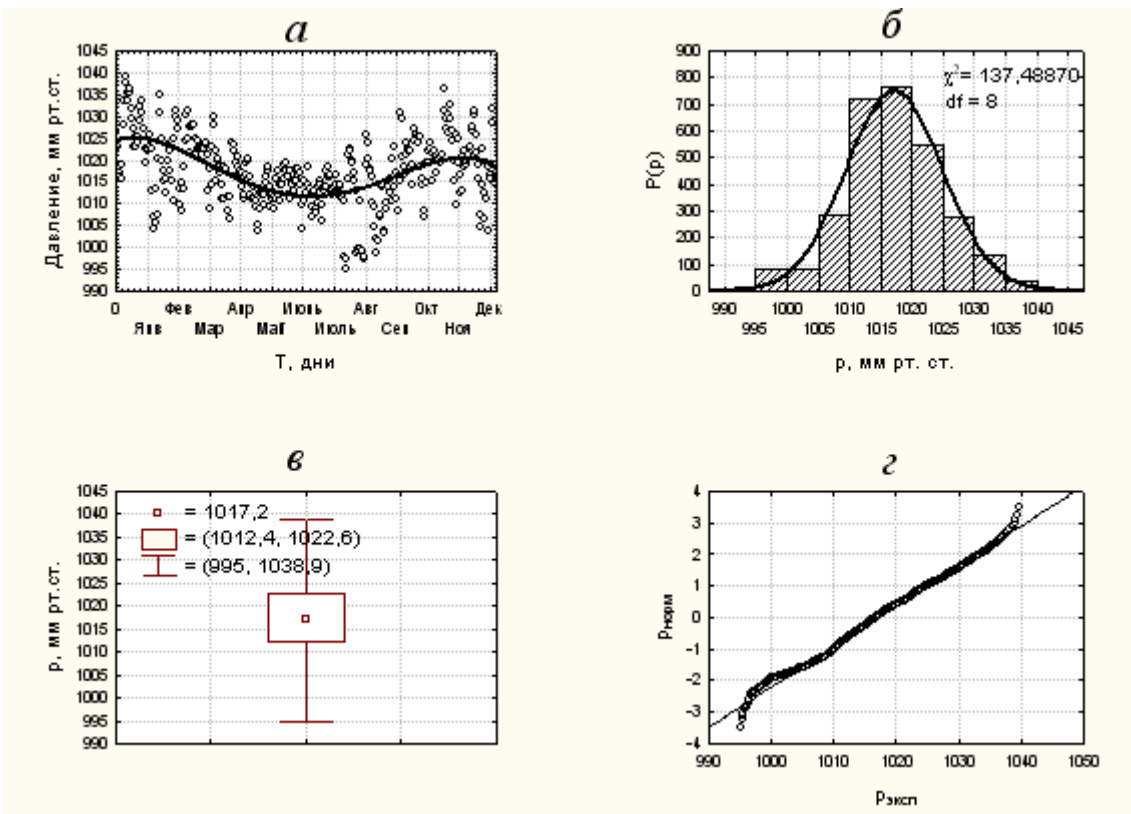 а
Давление, мм рт.ст.
1045
1040
1035
1030
1025
1020
1015
1010
1005
1000
995
990
0 Фев Апр Июнь Авг Окт Дек
Янв Мар Май Июль Сен Ноя
Т, дни
б
P(p)
900
800
700
600
500
400
300
200
100
0
χ²= 137,48870
df = 8
990 1000 1010 1020 1030 1040
995 1005 1015 1025 1035 1045
р, мм рт. ст.
в
р, мм рт.ст.
1045
1040
1035
1030
1025
1020
1015
1010
1005
1000
995
990
= 1017,2
= (1012,4, 1022,6)
= (995, 1038,9)
г
Рнорм
4
3
2
1
0
-1
-2
-3
-4
990 1000 1010 1020 1030 1040 1050
Рэксп